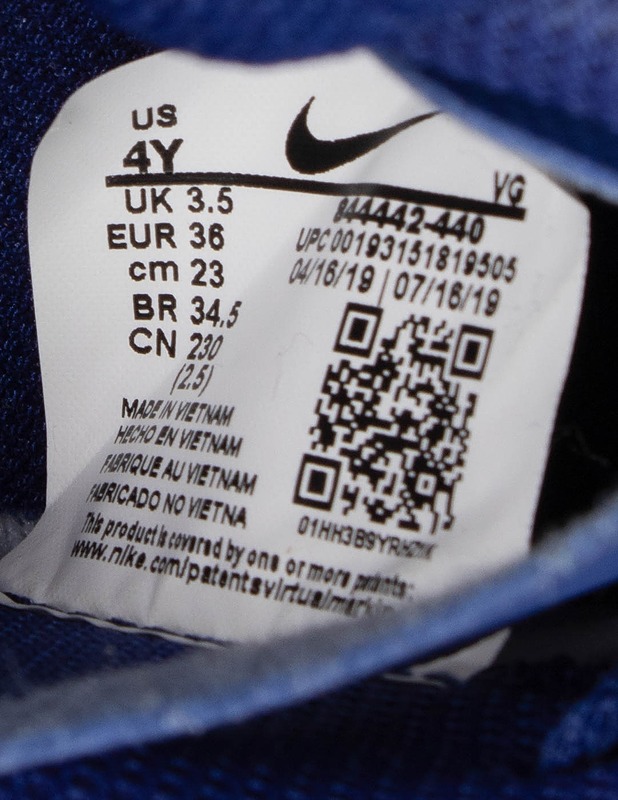 US
4Y
UK 3.5
EUR 36
cm 23
BR 34.5
CN 230
(2.5)
MADE IN VIETNAM
HECHO EN VIETNAM
FABRIQUE AU VIETNAM
FABRICADO NO VIETNA
This product is covered by one or more
www.nike.com/patents
VG
844442-440
UPC 00193151819505
04/16/19 | 07/16/19